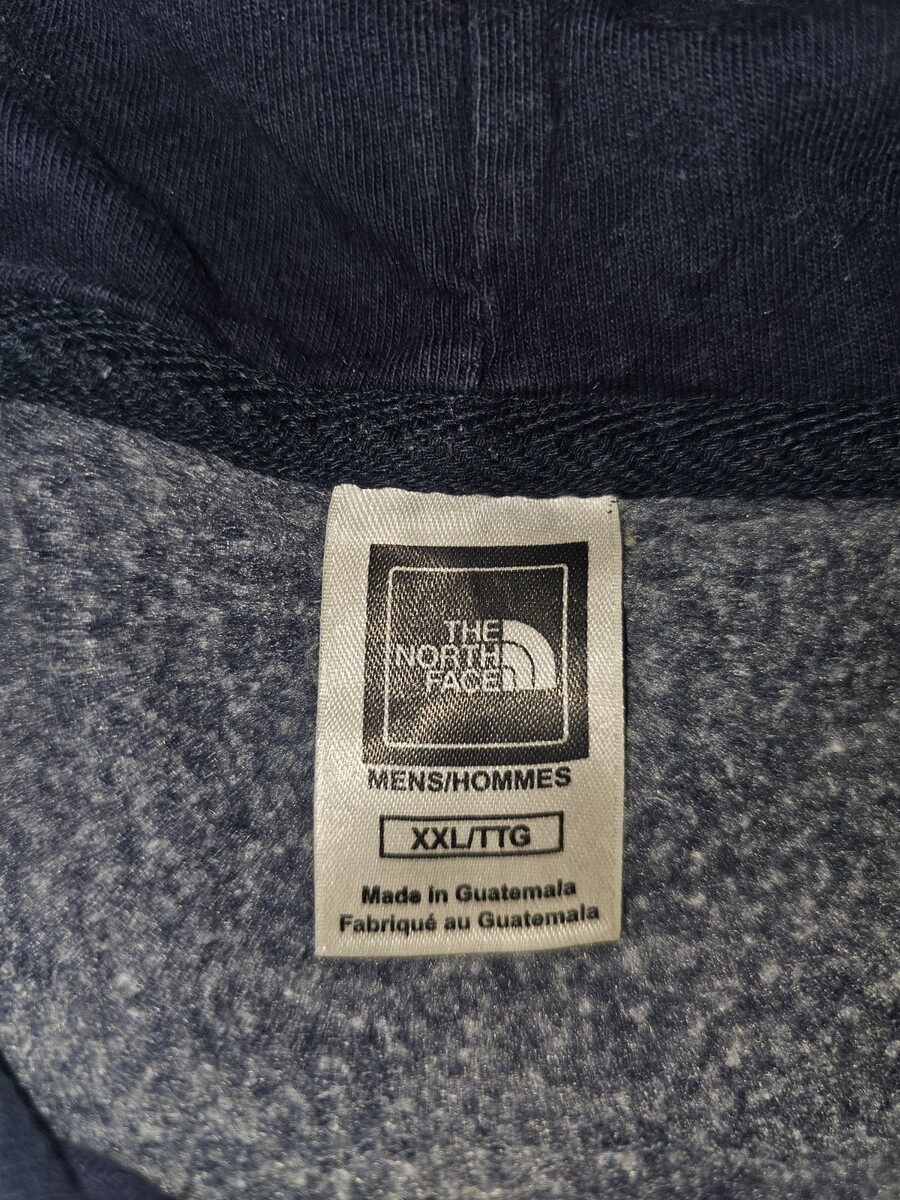 THE
NORTH
FACE
MENS/HOMMES
XXL/TTG
Made in Guatemala
Fabriqué au Guatemala